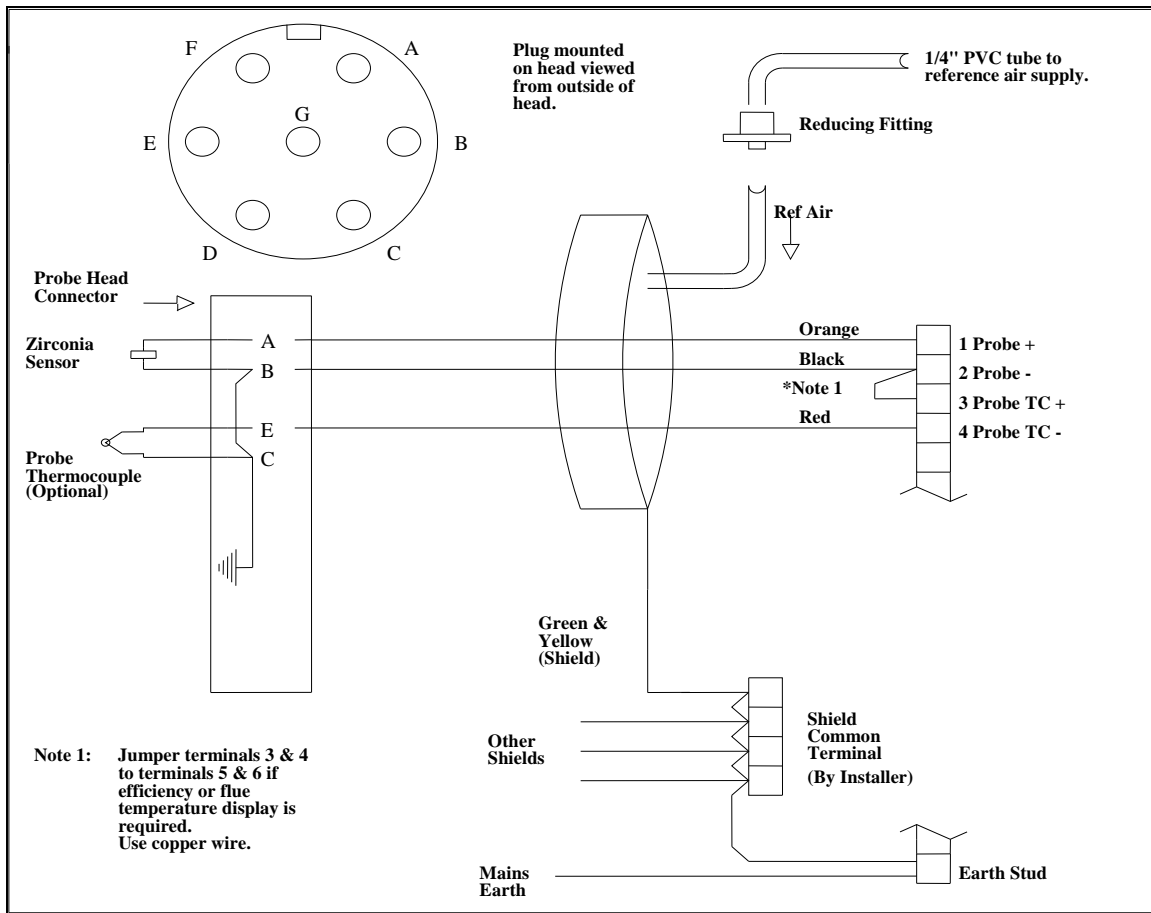 F
A
G
E
B
D
C
Plug mounted
on head viewed
from outside of
head.
1/4" PVC tube to
reference air supply.
Reducing Fitting
Ref Air
Probe Head
Connector
Zirconia
Sensor
A
B
E
C
Probe
Thermocouple
(Optional)
Orange
Black
*Note 1
Red
1 Probe +
2 Probe -
3 Probe TC +
4 Probe TC -
Green &
Yellow
(Shield)
Other
Shields
Shield
Common
Terminal
(By Installer)
Note 1: Jumper terminals 3 & 4
to terminals 5 & 6 if
efficiency or flue
temperature display is
required.
Use copper wire.
Mains
Earth
Earth Stud